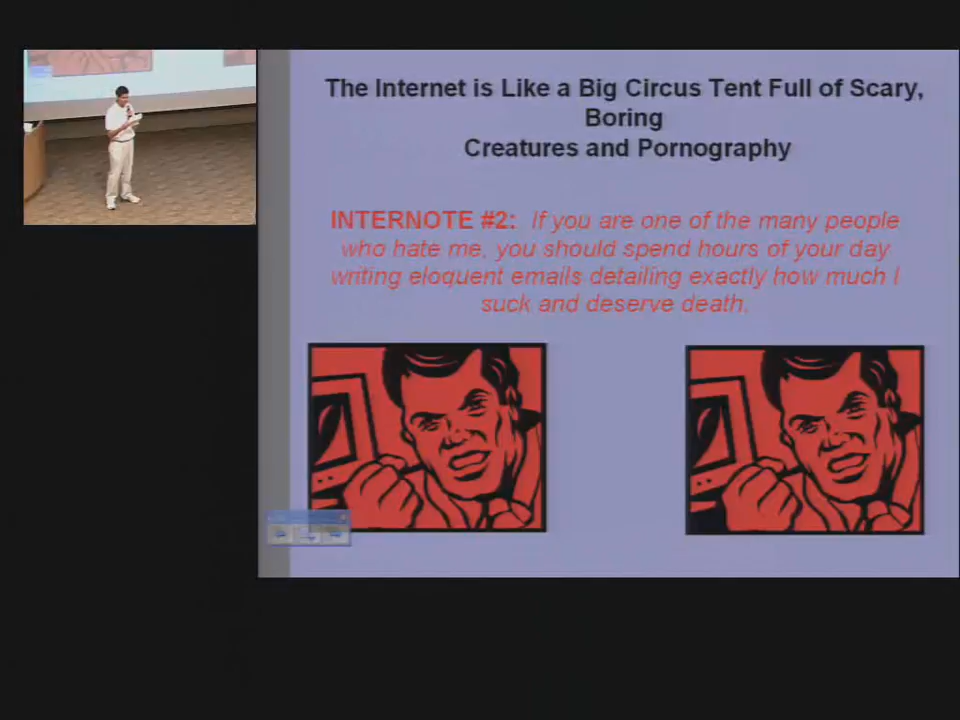 The Internet is Like a Big Circus Tent Full of Scary,
Boring
Creatures and Pornography
INTERNOTE #2: If you are one of the many people
who hate me, you should spend hours of your day
writing eloquent emails detailing exactly how much I
suck and deserve death.